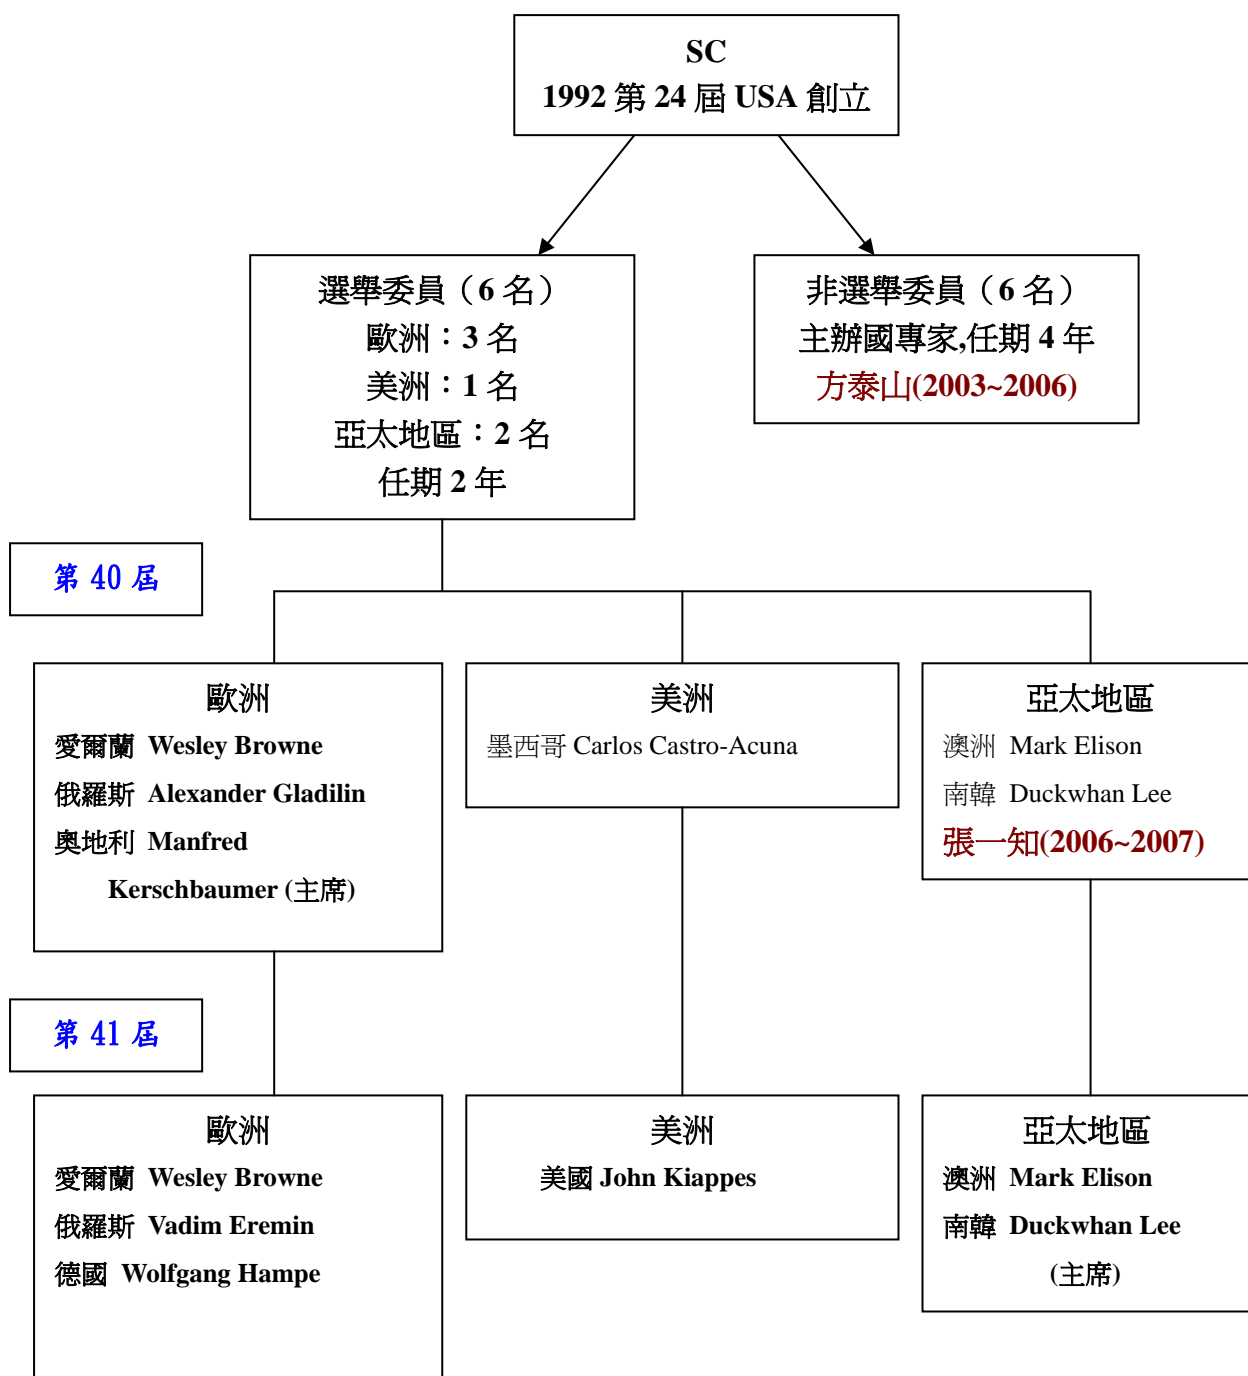 SC
1992 第 24 屆 USA 創立
選舉委員（6 名）
歐洲：3 名
美洲：1 名
亞太地區：2 名
任期 2 年
非選舉委員（6 名）
主辦國專家,任期 4 年
方泰山(2003~2006)
第 40 屆
歐洲
愛爾蘭 Wesley Browne
俄羅斯 Alexander Gladilin
奧地利 Manfred
Kerschbaumer (主席)
美洲
墨西哥 Carlos Castro-Acuna
亞太地區
澳洲 Mark Elison
南韓 Duckwhan Lee
張一知(2006~2007)
第 41 屆
歐洲
愛爾蘭 Wesley Browne
俄羅斯 Vadim Eremin
德國 Wolfgang Hampe
美洲
美國 John Kiappes
亞太地區
澳洲 Mark Elison
南韓 Duckwhan Lee
(主席)